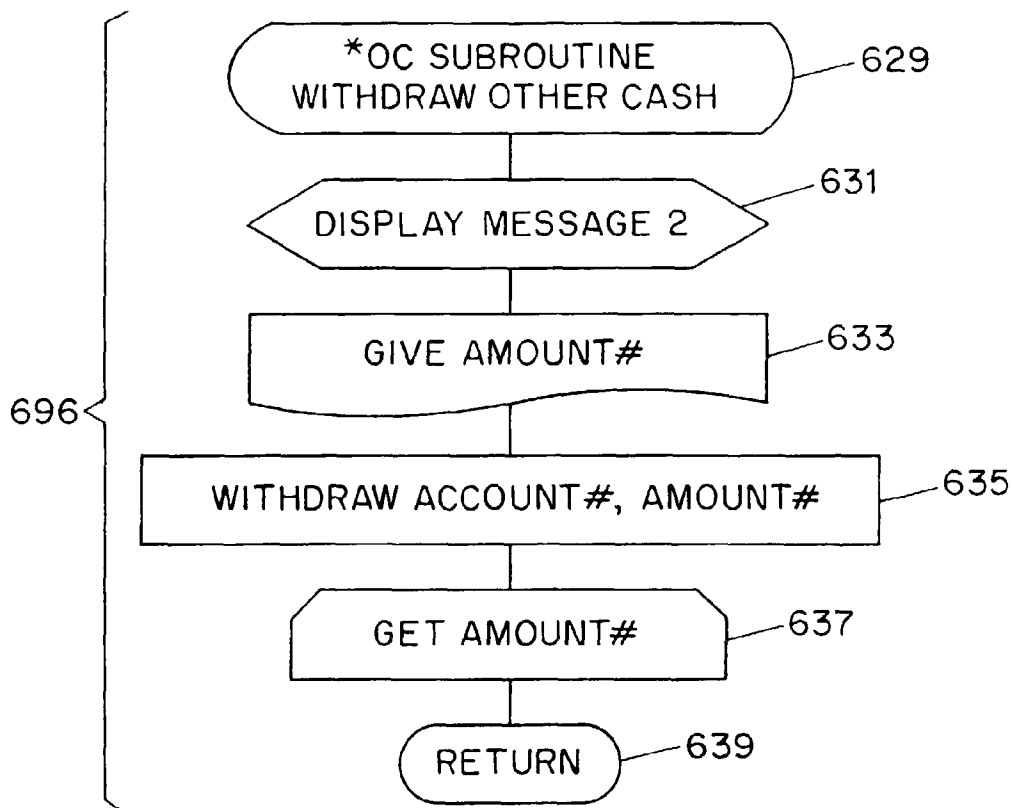 *OC SUBROUTINE
WITHDRAW OTHER CASH
629
DISPLAY MESSAGE 2
631
GIVE AMOUNT#
633
696
WITHDRAW ACCOUNT#, AMOUNT#
635
GET AMOUNT#
637
RETURN
639